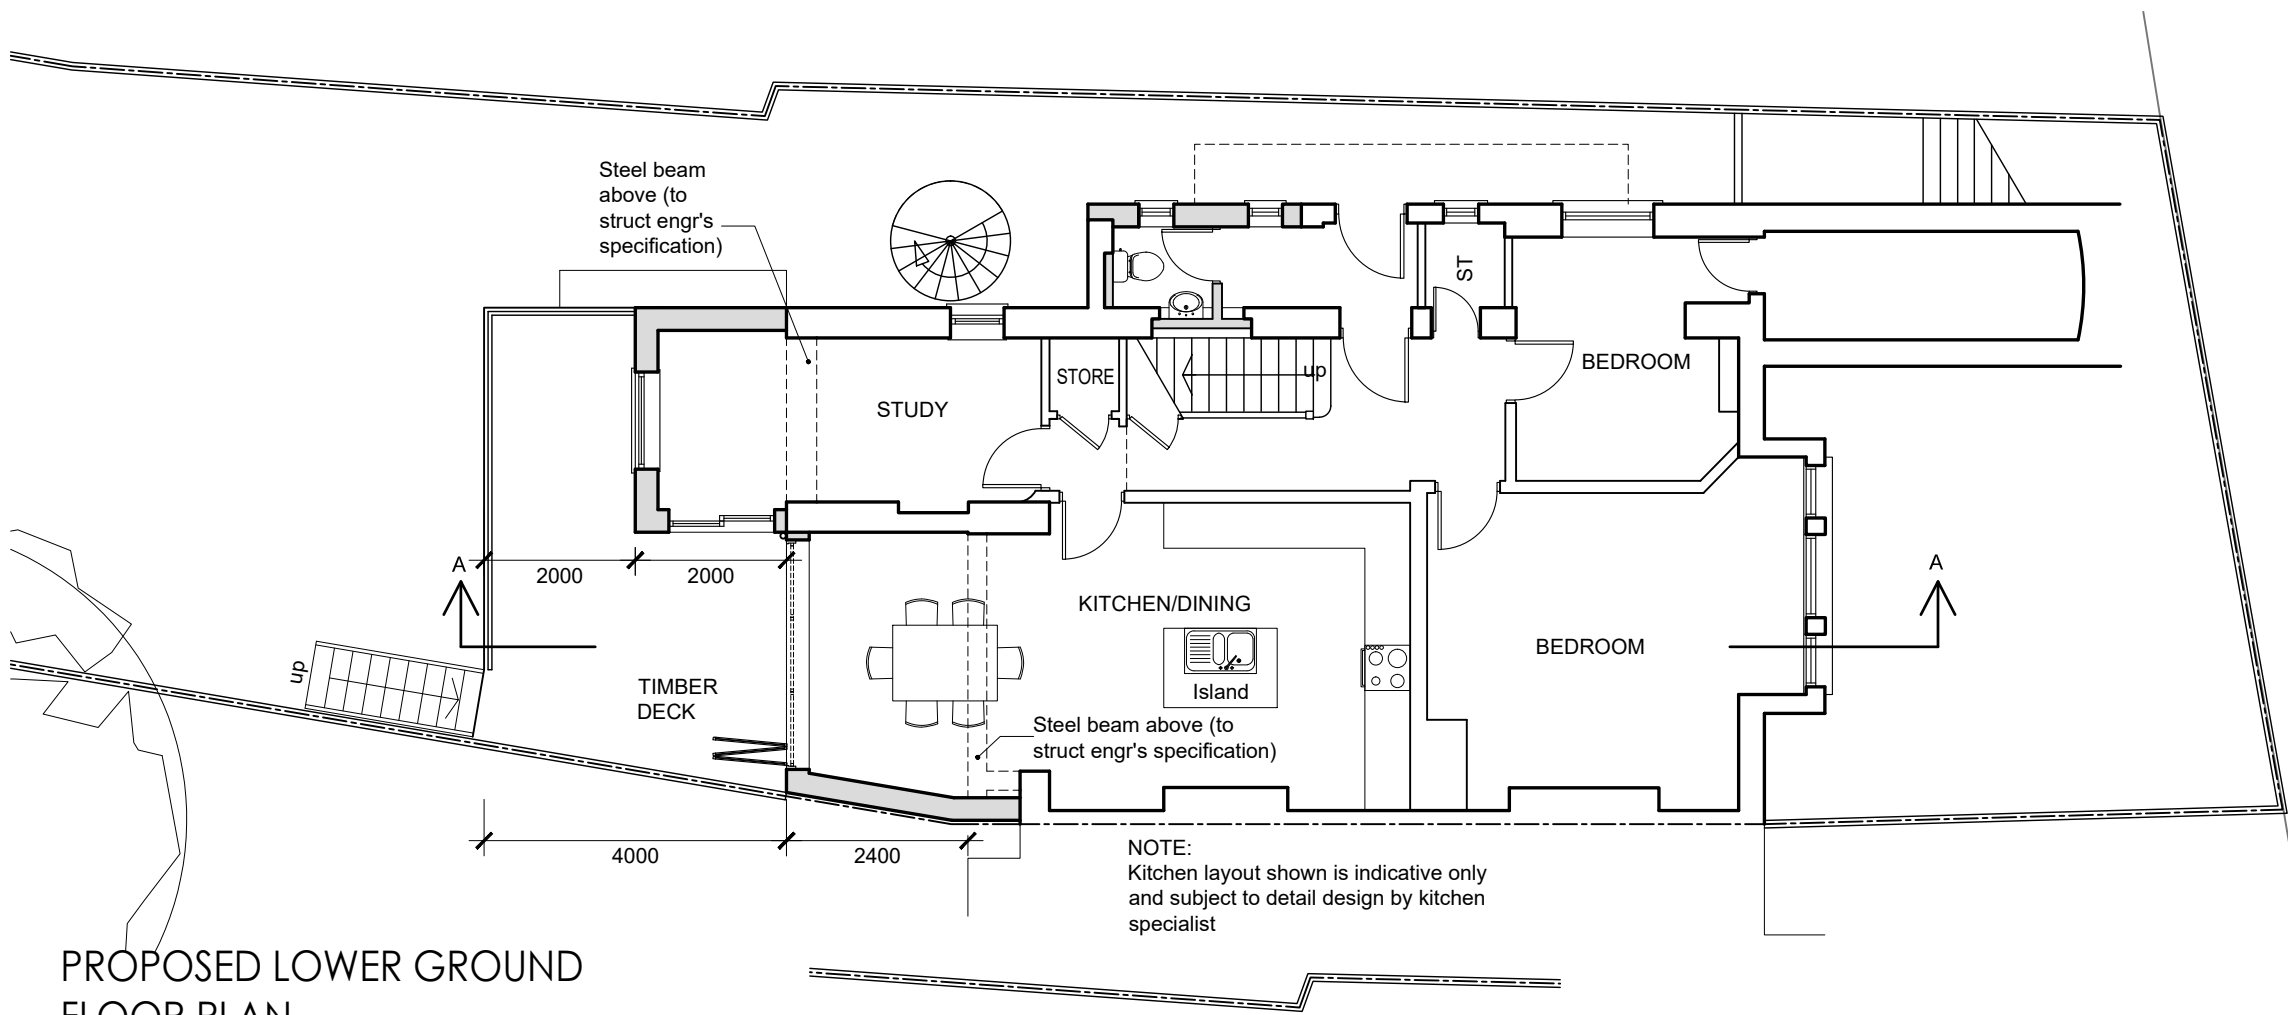 Steel beam
above (to
struct engr's
specification)
ST
BEDROOM
STORE
up
STUDY
A
2000
2000
A
KITCHEN/DINING
BEDROOM
up
TIMBER
DECK
Island
Steel beam above (to
struct engr's specification)
4000
2400
NOTE:
Kitchen layout shown is indicative only
and subject to detail design by kitchen
specialist
PROPOSED LOWER GROUND
FLOOR PLAN